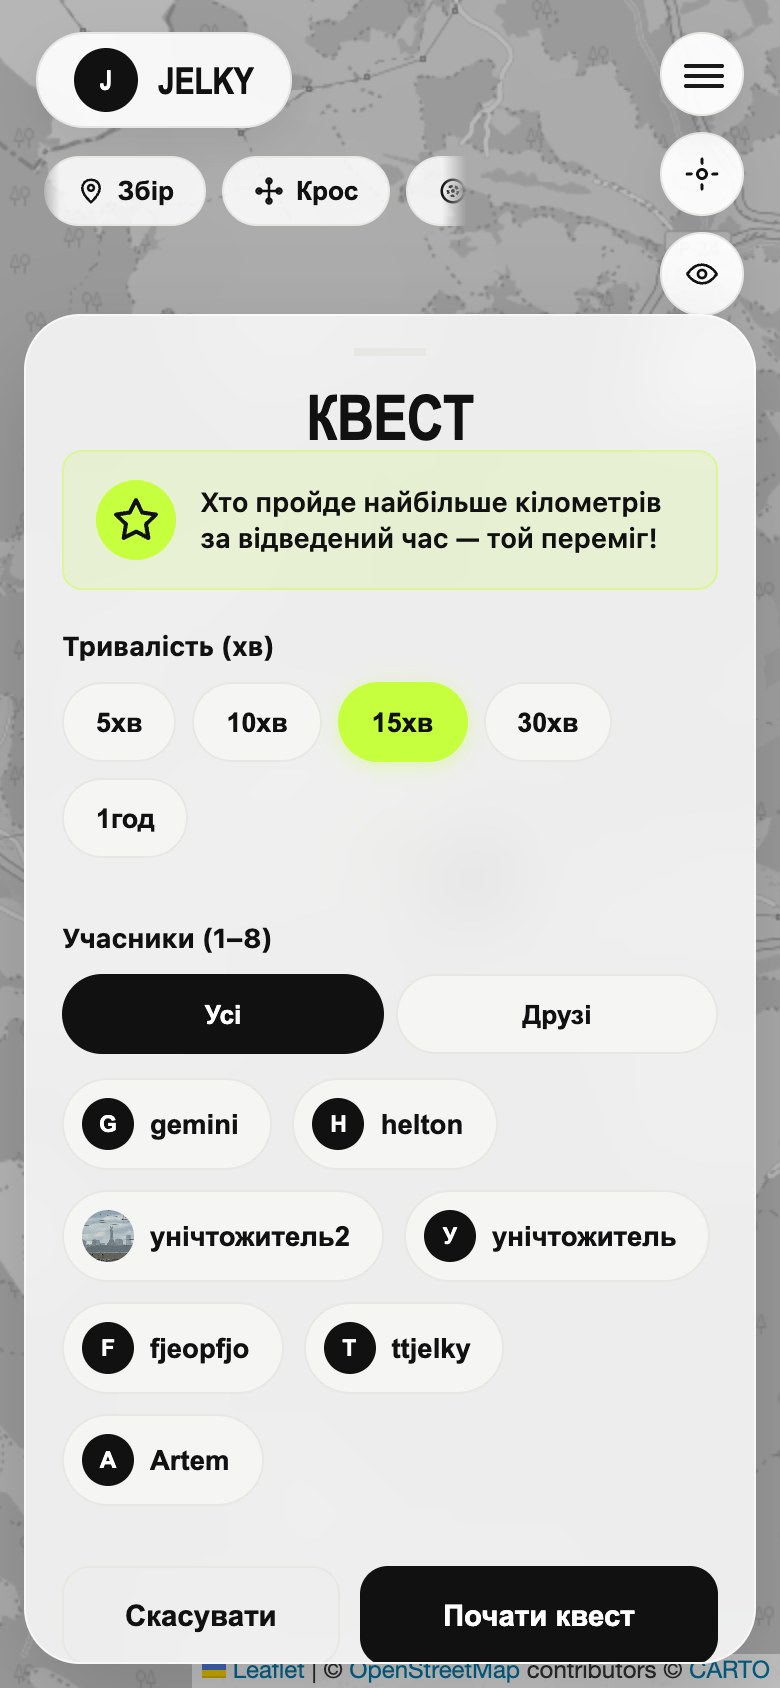 J JELKY
Збір Крос
КВЕСТ
Хто пройде найбільше кілометрів
за відведений час — той переміг!
Тривалість (хв)
5хв 10хв 15хв 30хв
1год
Учасники (1–8)
Усі Друзі
G gemini H helton
унічтожитель2 У унічтожитель
F fjeopfjo T ttjelky
A Artem
Скасувати Почати квест
Leaflet | © OpenStreetMap contributors © CARTO